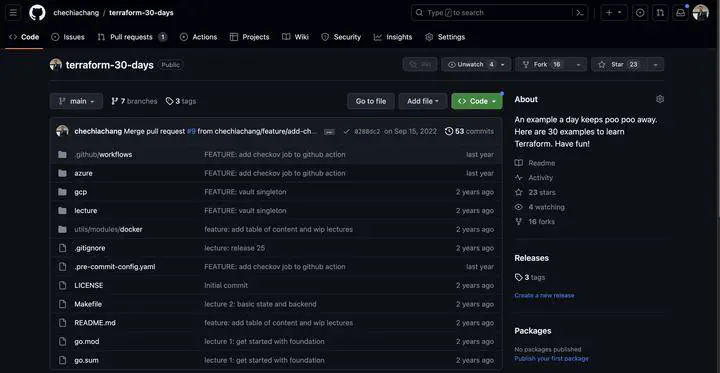 chechiachang / terraform-30-days
Type / to search
Code
Issues
Pull requests 1
Actions
Projects
Wiki
Security
Insights
Settings
terraform-30-days Public
Pin
Unwatch 4
Fork 16
Star 23
main
7 branches
3 tags
Go to file
Add file
Code
chechiachang Merge pull request #9 from chechiachang/feature/add-ch... ... 0208dc2 on Sep 15, 2022 53 commits
.github/workflows FEATURE: add checkov job to github action last year
azure FEATURE: add checkov job to github action last year
gcp FEATURE: vault singleton 2 years ago
lecture FEATURE: vault singleton 2 years ago
utils/modules/docker feature: add table of content and wip lectures 2 years ago
.gitignore lecture: release 25 2 years ago
.pre-commit-config.yaml FEATURE: add checkov job to github action last year
LICENSE Initial commit 2 years ago
Makefile lecture 2: basic state and backend 2 years ago
README.md feature: add table of content and wip lectures 2 years ago
go.mod lecture 1: get started with foundation 2 years ago
go.sum lecture 1: get started with foundation 2 years ago
About
An example a day keeps poo poo away.
Here are 30 examples to learn
Terraform. Have fun!
Readme
Activity
23 stars
4 watching
16 forks
Releases
3 tags
Create a new release
Packages
No packages published
Publish your first package